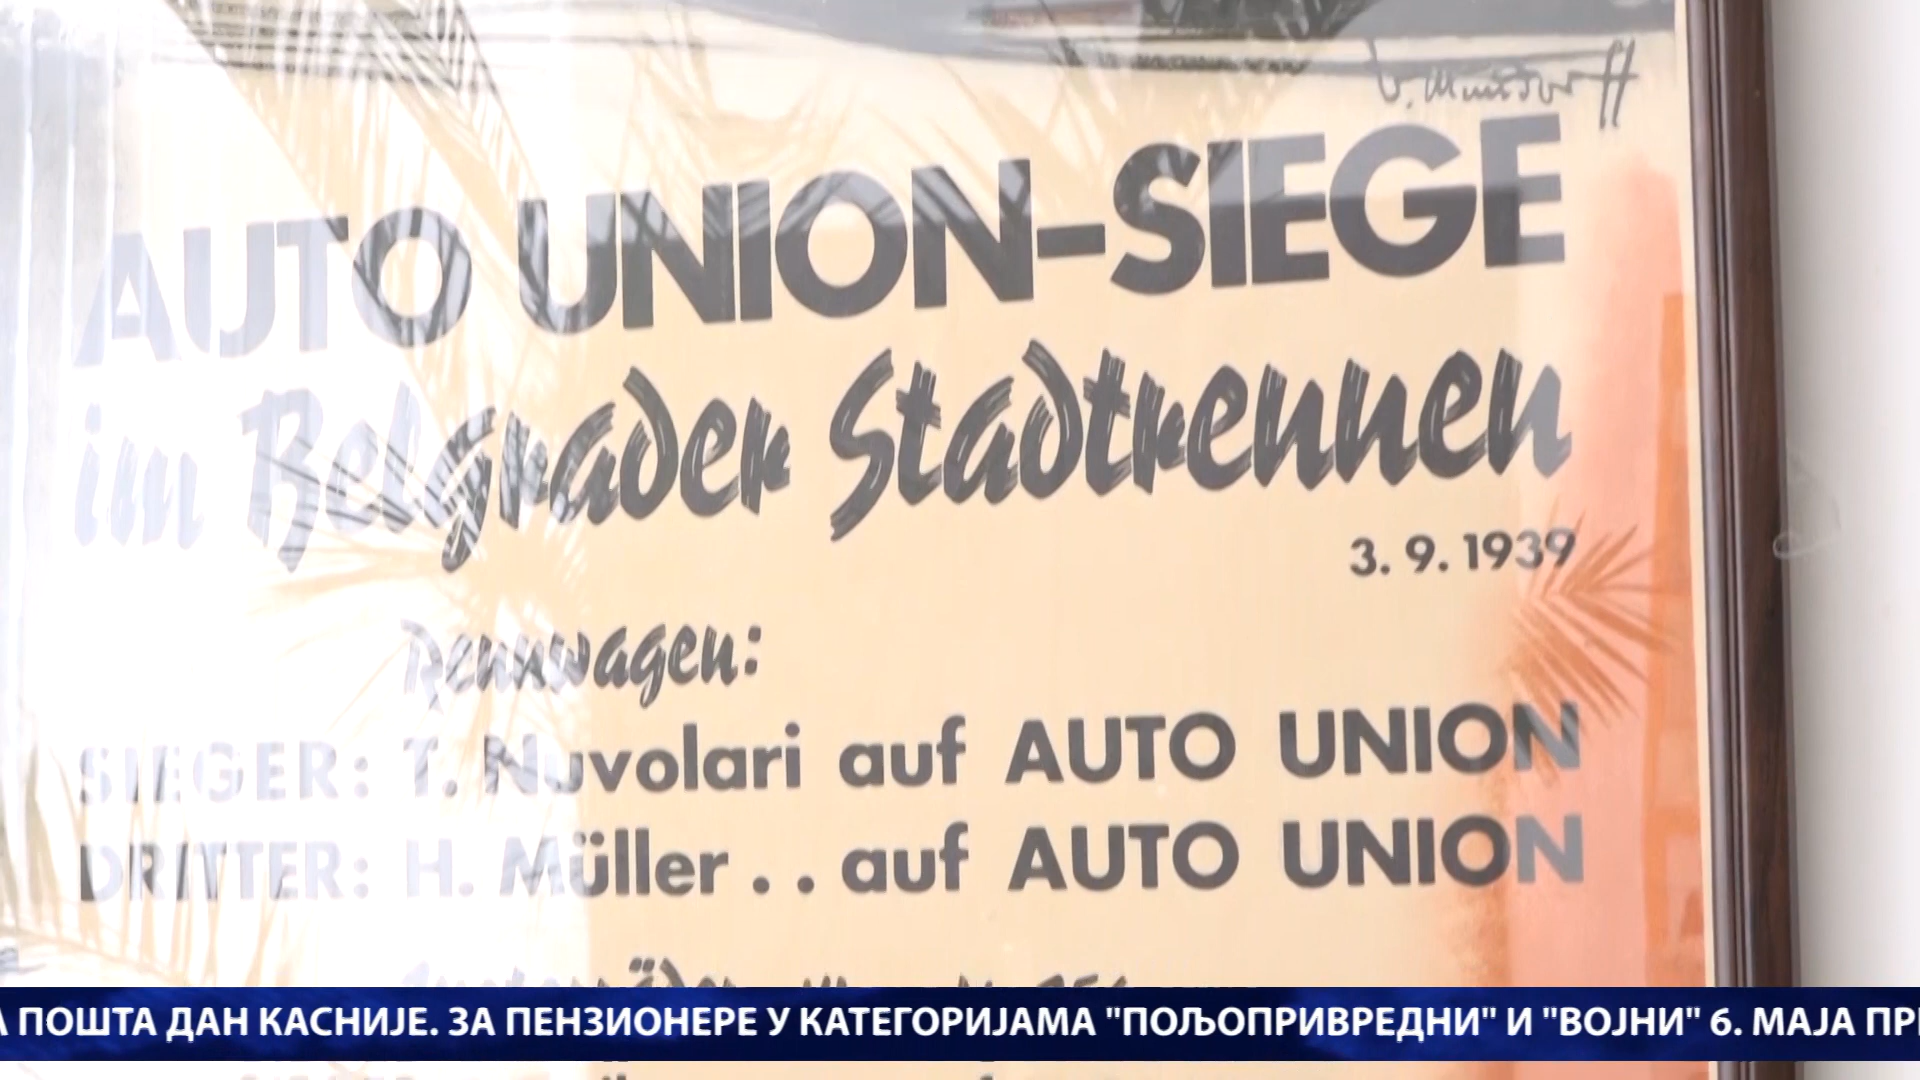 V. Mundorff
AUTO UNION-SIEGE
im Belgrader Stadtrennen
3. 9. 1939
Rennwagen:
SIEGER: T. Nuvolari auf AUTO UNION
DRITTER: H. Müller . . auf AUTO UNION
А ПОШТА ДАН КАСНИЈЕ. ЗА ПЕНЗИОНЕРЕ У КАТЕГОРИЈАМА "ПОЉОПРИВРЕДНИ" И "ВОЈНИ" 6. МАЈА